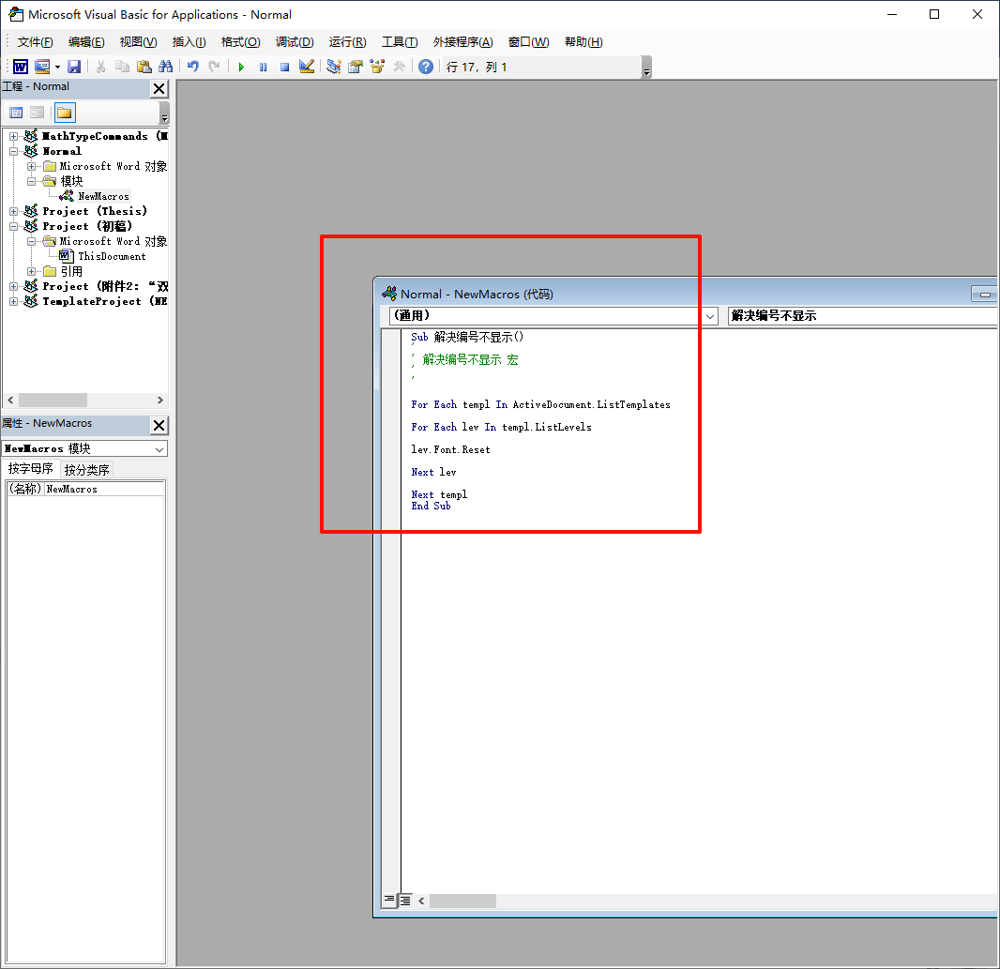 Microsoft Visual Basic for Applications - Normal
文件(F) 编辑(E) 视图(V) 插入(I) 格式(O) 调试(D) 运行(R) 工具(T) 外接程序(A) 窗口(W) 帮助(H)
行 17，列 1
工程 - Normal
MathTypeCommands (M
Normal
Microsoft Word 对象
模块
NewMacros
Project (Thesis)
Project (初稿)
Microsoft Word 对象
ThisDocument
引用
Project (附件2：“双
TemplateProject (NE
属性 - NewMacros
NewMacros 模块
按字母序 按分类序
(名称) NewMacros
Normal - NewMacros (代码)
(通用) 解决编号不显示
Sub 解决编号不显示()
'
' 解决编号不显示 宏
'
'
For Each templ In ActiveDocument.ListTemplates
For Each lev In templ.ListLevels
lev.Font.Reset
Next lev
Next templ
End Sub